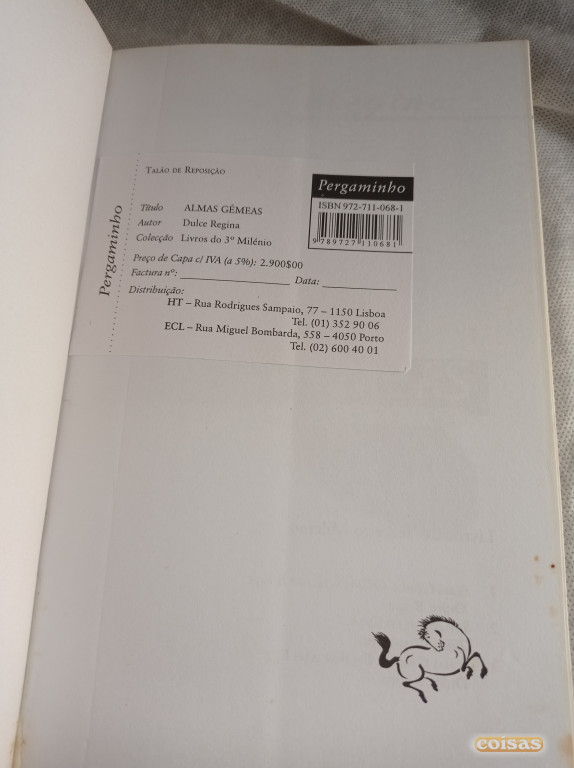 TALÃO DE REPOSIÇÃO
Pergaminho
ISBN 972-711-068-1
9 789727 110681
Título ALMAS GÉMEAS
Autor Dulce Regina
Colecção Livros do 3º Milénio
Preço de Capa c/ IVA (a 5%): 2.900$00
Factura nº: Data:
Distribuição:
HT – Rua Rodrigues Sampaio, 77 – 1150 Lisboa
Tel. (01) 352 90 06
ECL – Rua Miguel Bombarda, 558 – 4050 Porto
Tel. (02) 600 40 01
Pergaminho
coisas